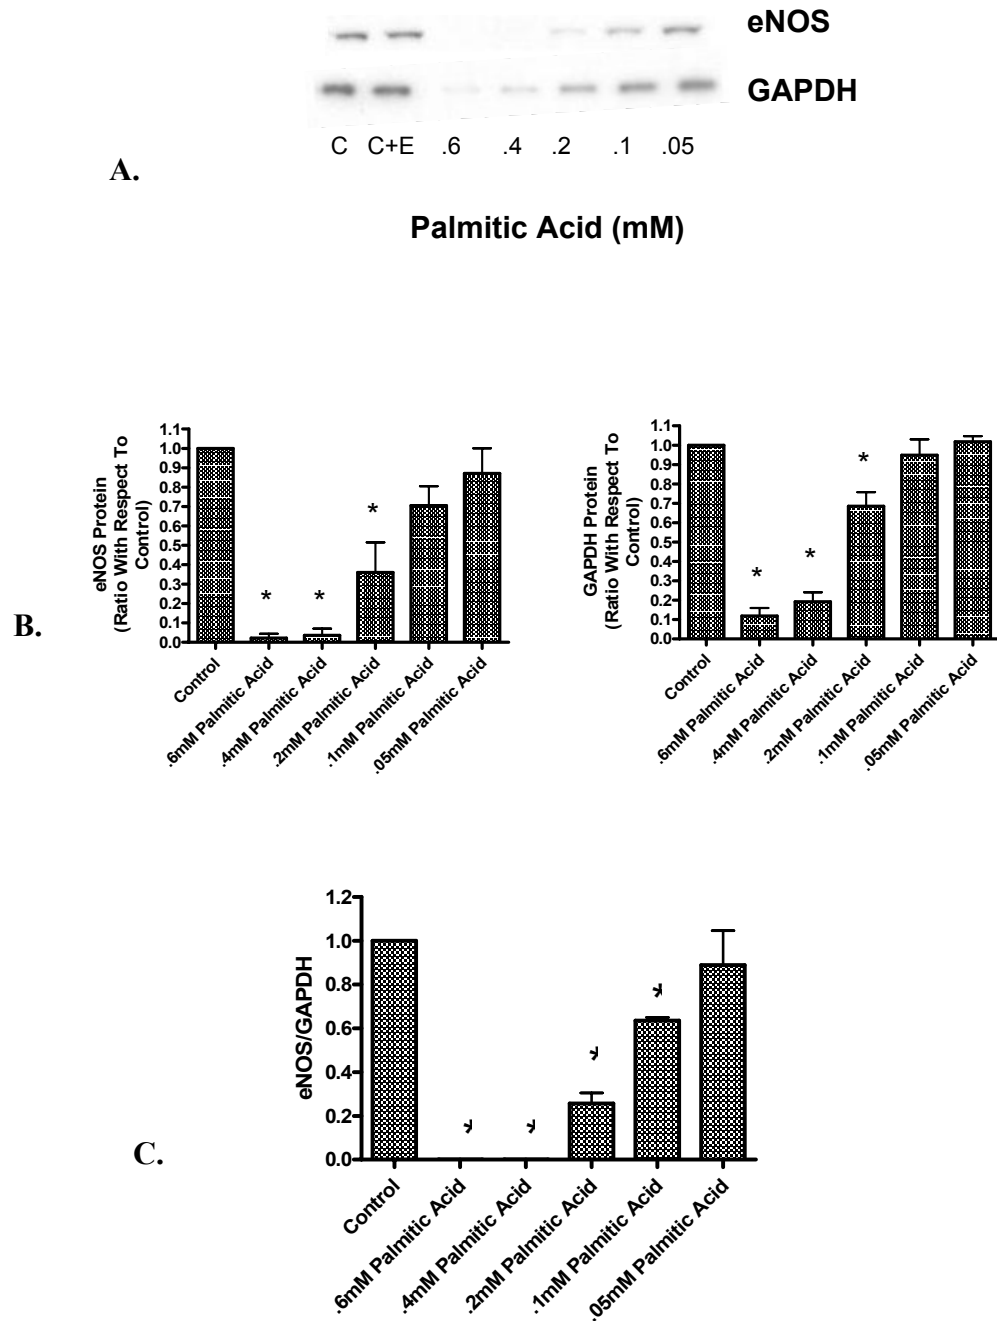 eNOS
GAPDH
C C+E .6 .4 .2 .1 .05
A.
Palmitic Acid (mM)
B.
eNOS Protein
(Ratio With Respect To
Control)
1.1
1.0
0.9
0.8
0.7
0.6
0.5
0.4
0.3
0.2
0.1
0.0
* * *
Control
.6mM Palmitic Acid
.4mM Palmitic Acid
.2mM Palmitic Acid
.1mM Palmitic Acid
.05mM Palmitic Acid
GAPDH Protein
(Ratio With Respect To
Control)
1.1
1.0
0.9
0.8
0.7
0.6
0.5
0.4
0.3
0.2
0.1
0.0
* * *
Control
.6mM Palmitic Acid
.4mM Palmitic Acid
.2mM Palmitic Acid
.1mM Palmitic Acid
.05mM Palmitic Acid
C.
eNOS/GAPDH
1.2
1.0
0.8
0.6
0.4
0.2
0.0
* * * *
Control
.6mM Palmitic Acid
.4mM Palmitic Acid
.2mM Palmitic Acid
.1mM Palmitic Acid
.05mM Palmitic Acid